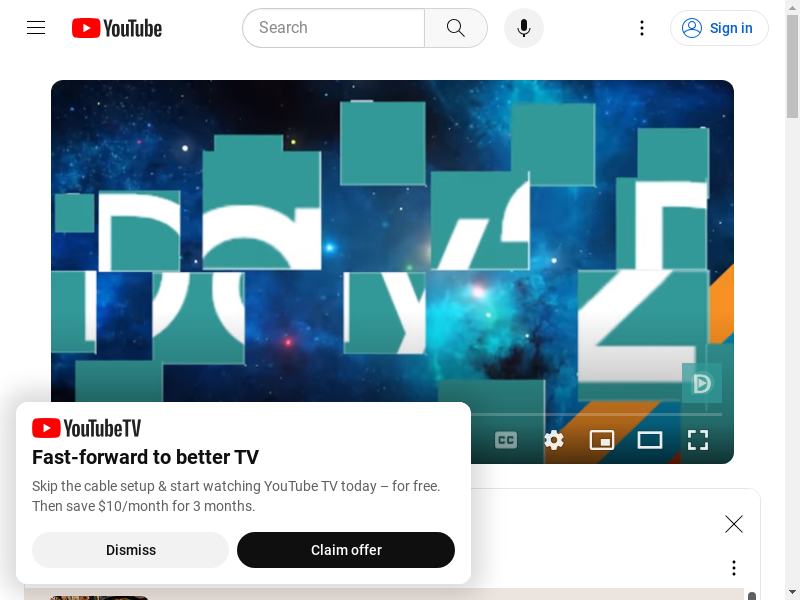 YouTube
Search
Sign in
CC
YouTubeTV
Fast-forward to better TV
Skip the cable setup & start watching YouTube TV today – for free.
Then save $10/month for 3 months.
Dismiss
Claim offer